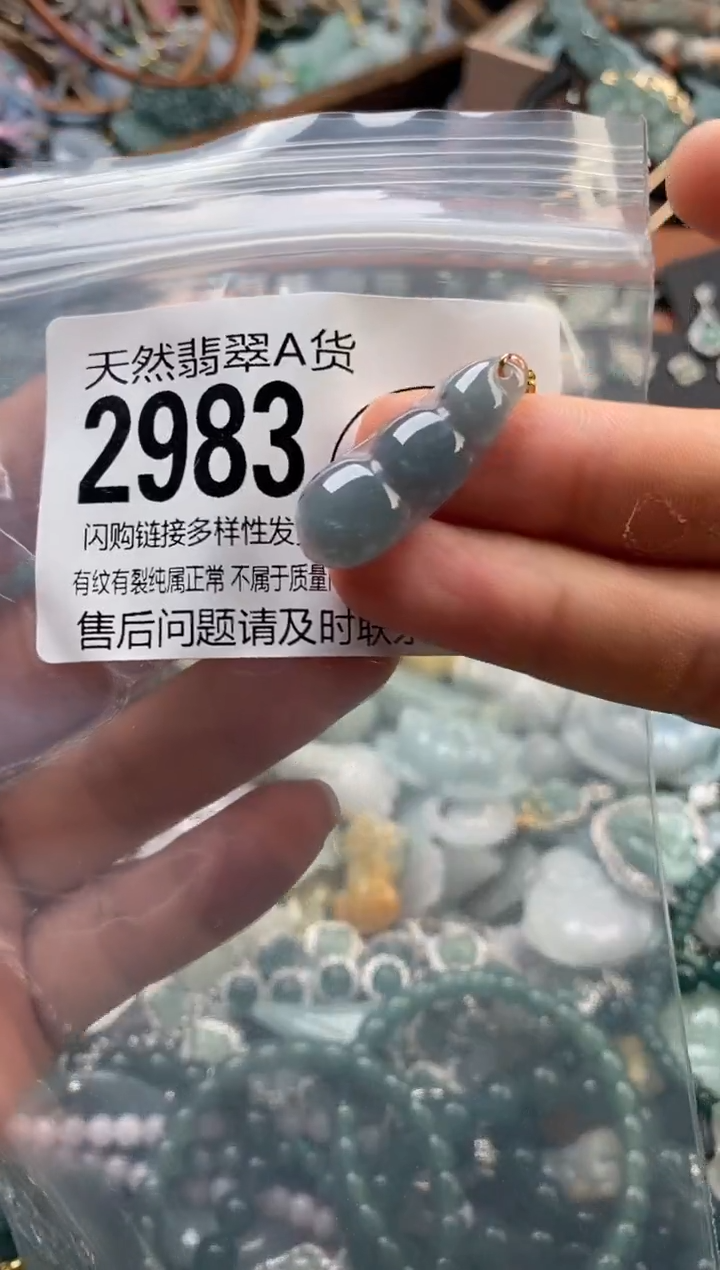 天然翡翠A货
2983
闪购链接多样性发
有纹有裂纯属正常 不属于质量
售后问题请及时联